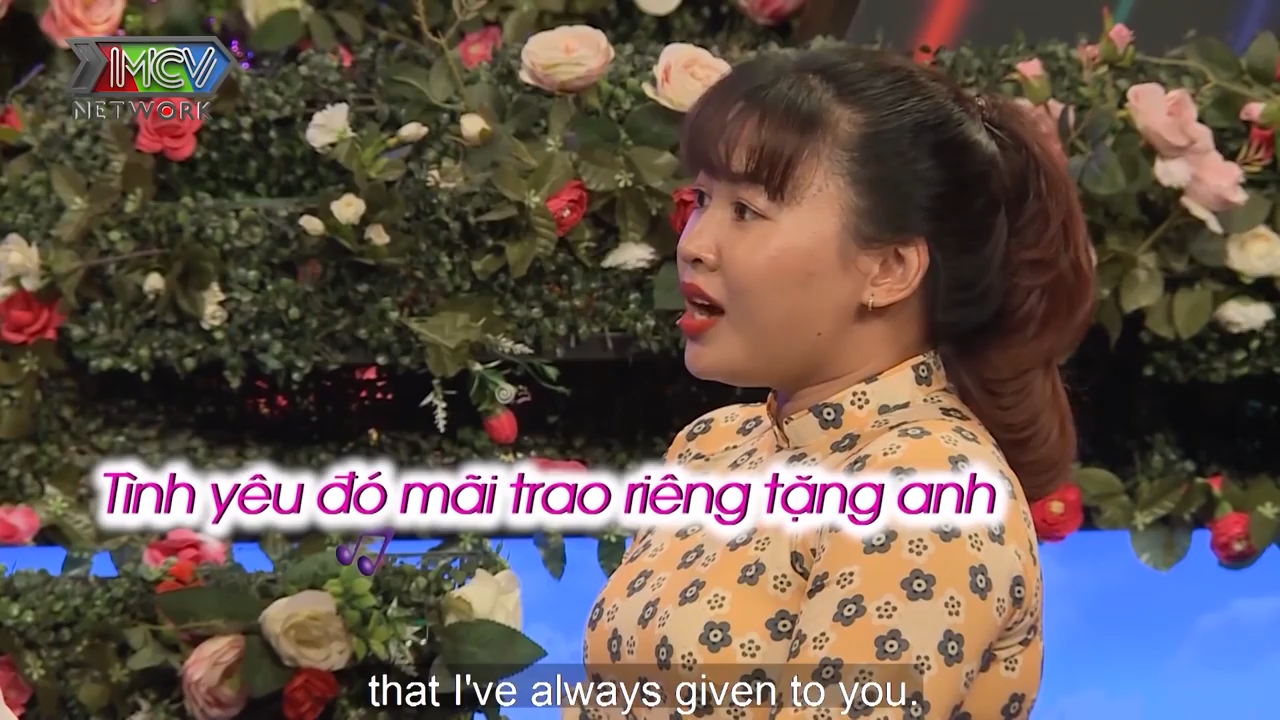 MCV
NETWORK
Tình yêu đó mãi trao riêng tặng anh
that I've always given to you.